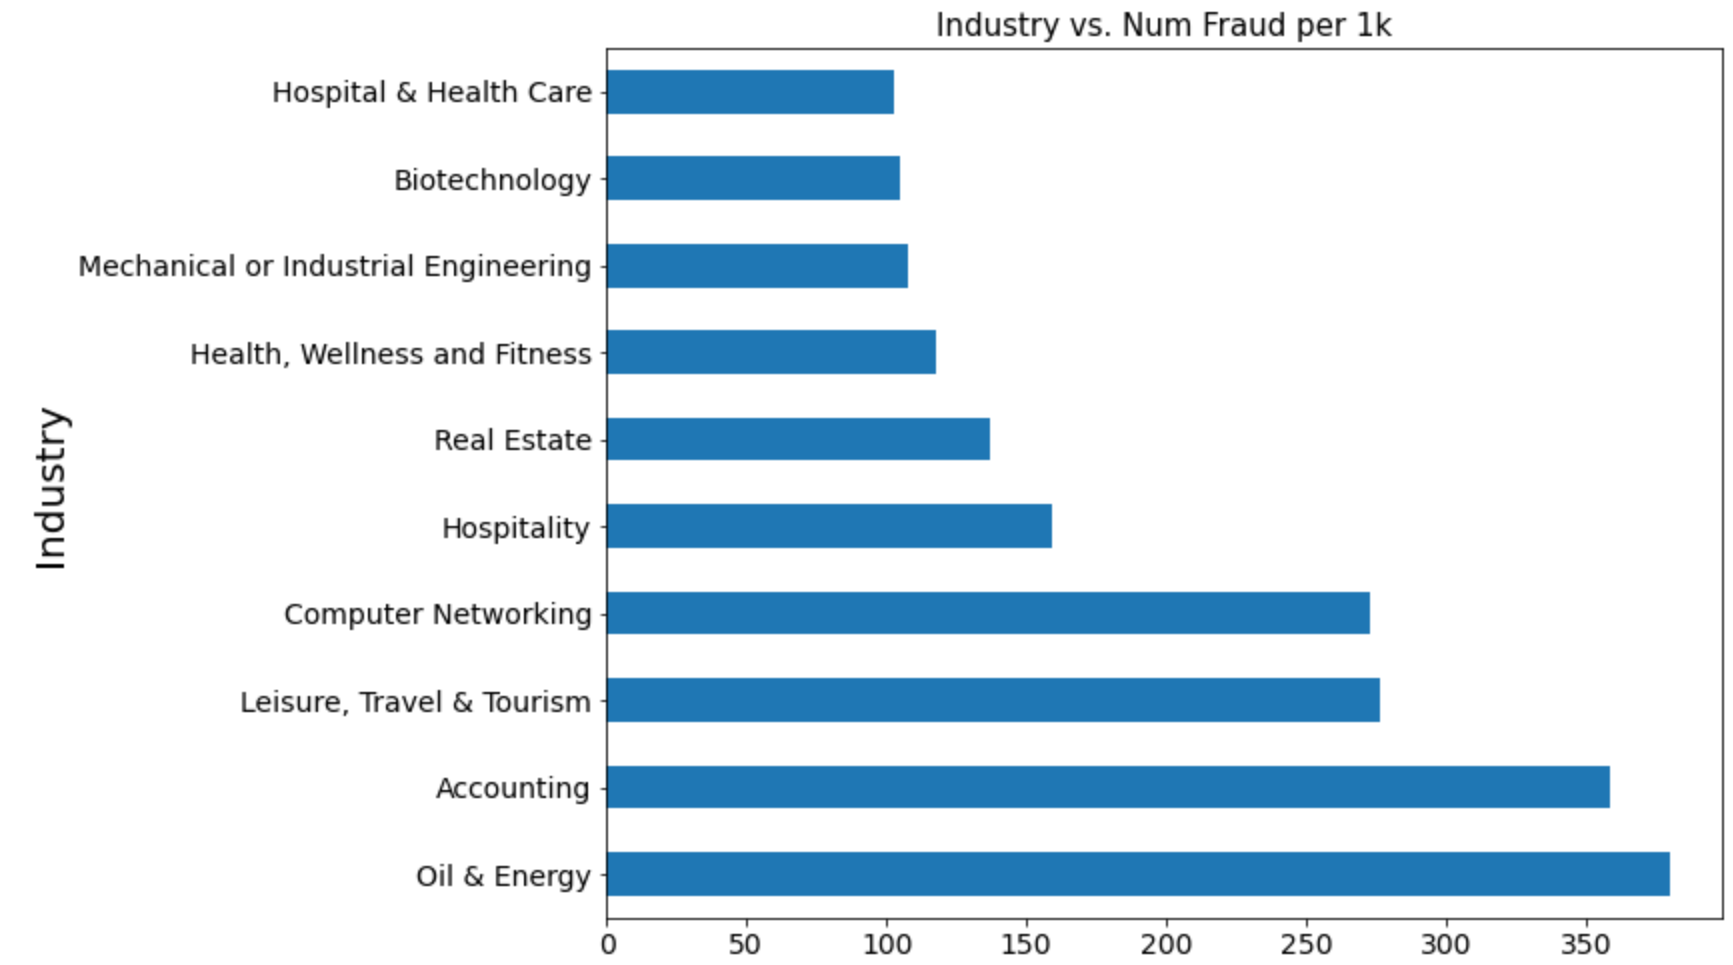 Industry vs. Num Fraud per 1k
Hospital & Health Care
Biotechnology
Mechanical or Industrial Engineering
Health, Wellness and Fitness
Real Estate
Hospitality
Computer Networking
Leisure, Travel & Tourism
Accounting
Oil & Energy
Industry
0 50 100 150 200 250 300 350